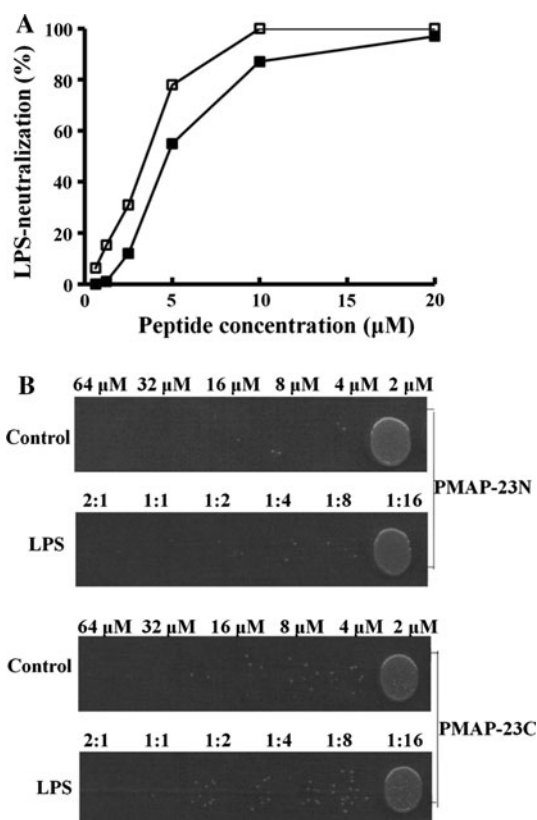 A
LPS-neutralization (%)
100
80
60
40
20
0
0 5 10 15 20
Peptide concentration (μM)
B
64 μM 32 μM 16 μM 8 μM 4 μM 2 μM
Control
2:1 1:1 1:2 1:4 1:8 1:16
LPS
PMAP-23N
64 μM 32 μM 16 μM 8 μM 4 μM 2 μM
Control
2:1 1:1 1:2 1:4 1:8 1:16
LPS
PMAP-23C